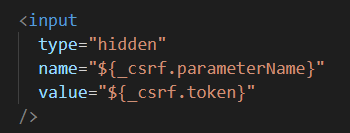 <input
type="hidden"
name="${_csrf.parameterName}"
value="${_csrf.token}"
/>